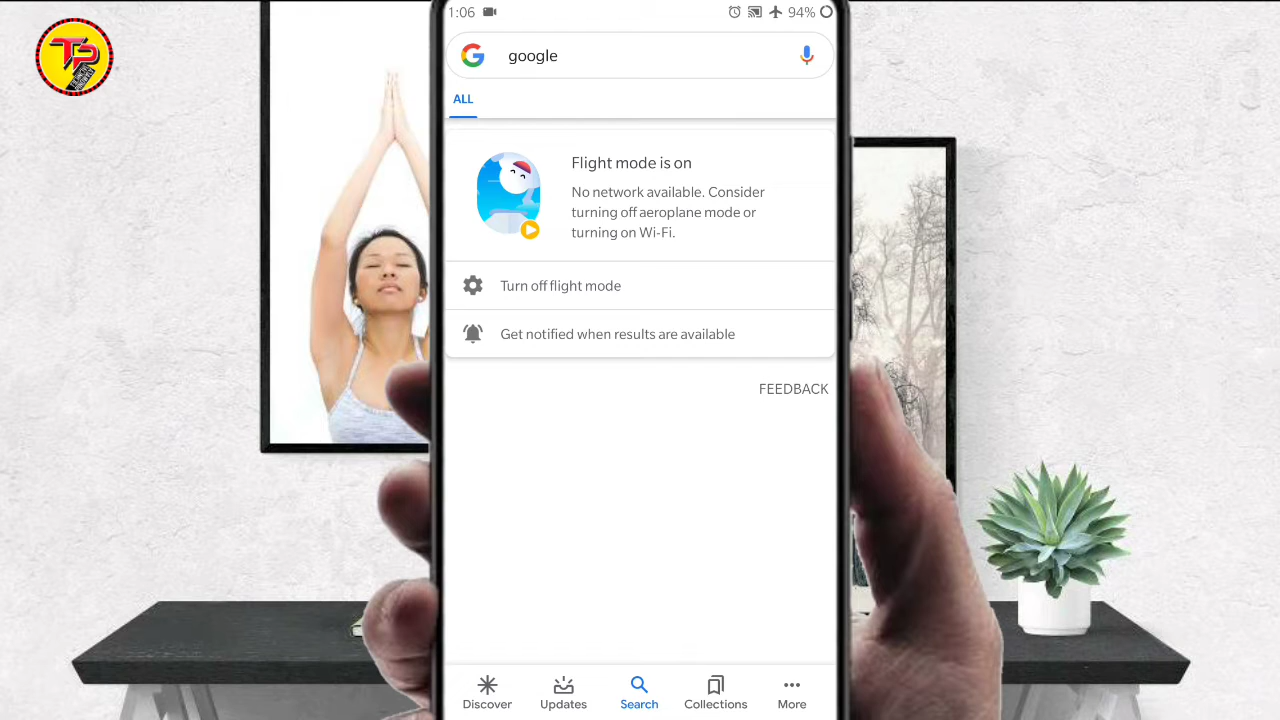 TP
1:06
94%
google
ALL
Flight mode is on
No network available. Consider
turning off aeroplane mode or
turning on Wi-Fi.
Turn off flight mode
Get notified when results are available
FEEDBACK
Discover
Updates
Search
Collections
More